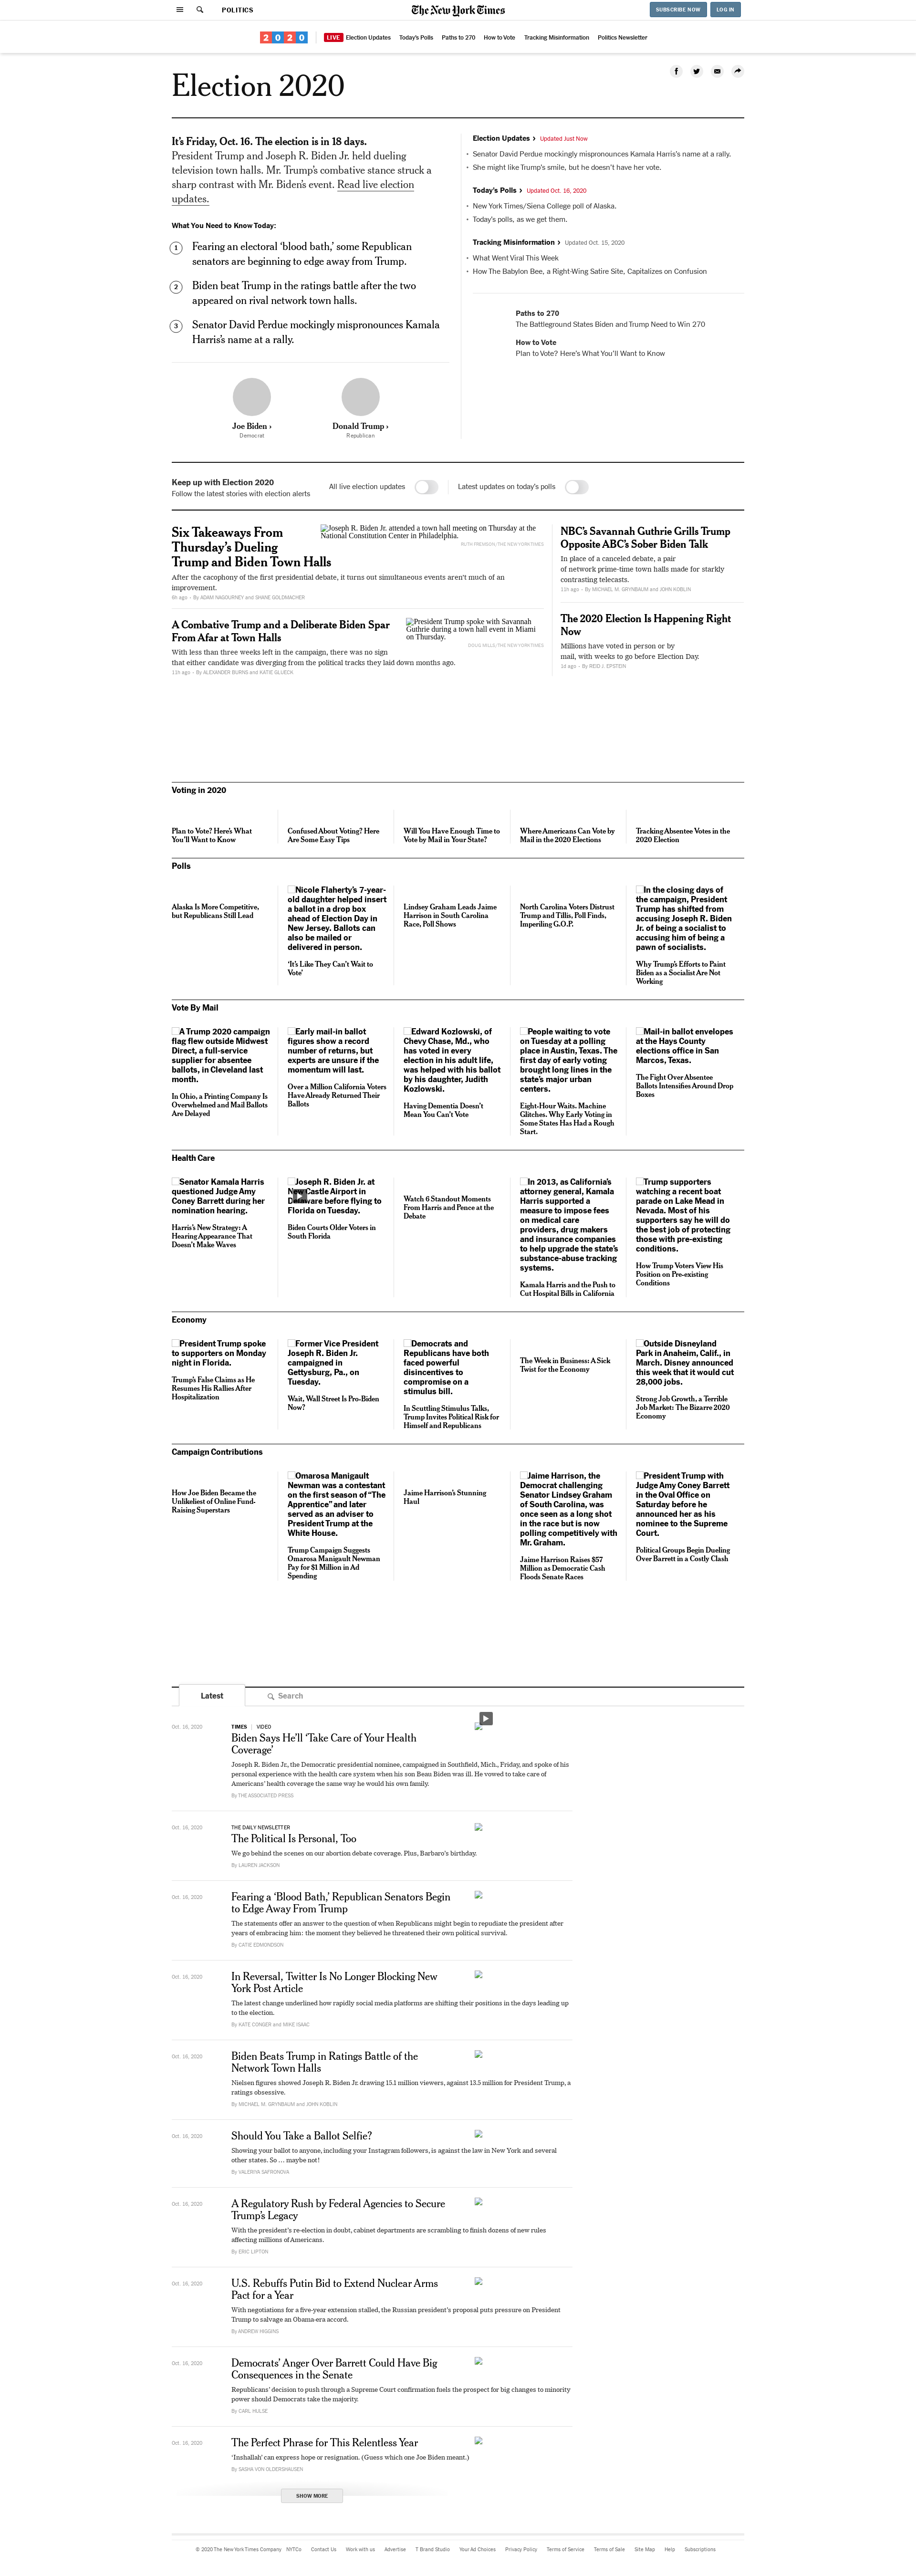 POLITICS
The New York Times
SUBSCRIBE NOW
LOG IN
2020
LIVE Election Updates Today's Polls Paths to 270 How to Vote Tracking Misinformation Politics Newsletter
Election 2020
It's Friday, Oct. 16. The election is in 18 days.
President Trump and Joseph R. Biden Jr. held dueling
television town halls. Mr. Trump's combative stance struck a
sharp contrast with Mr. Biden's event. Read live election
updates.
What You Need to Know Today:
1 Fearing an electoral 'blood bath,' some Republican
senators are beginning to edge away from Trump.
2 Biden beat Trump in the ratings battle after the two
appeared on rival network town halls.
3 Senator David Perdue mockingly mispronounces Kamala
Harris's name at a rally.
Joe Biden ›
Democrat
Donald Trump ›
Republican
Election Updates › Updated Just Now
• Senator David Perdue mockingly mispronounces Kamala Harris's name at a rally.
• She might like Trump's smile, but he doesn't have her vote.
Today's Polls › Updated Oct. 16, 2020
• New York Times/Siena College poll of Alaska.
• Today's polls, as we get them.
Tracking Misinformation › Updated Oct. 15, 2020
• What Went Viral This Week
• How The Babylon Bee, a Right-Wing Satire Site, Capitalizes on Confusion
Paths to 270
The Battleground States Biden and Trump Need to Win 270
How to Vote
Plan to Vote? Here's What You'll Want to Know
Keep up with Election 2020
Follow the latest stories with election alerts
All live election updates
Latest updates on today's polls
Six Takeaways From
Thursday's Dueling
Trump and Biden Town Halls
Joseph R. Biden Jr. attended a town hall meeting on Thursday at the
National Constitution Center in Philadelphia.
RUTH FREMSON/THE NEW YORK TIMES
After the cacophony of the first presidential debate, it turns out simultaneous events aren't much of an
improvement.
8h ago - By ADAM NAGOURNEY and SHANE GOLDMACHER
A Combative Trump and a Deliberate Biden Spar
From Afar at Town Halls
President Trump spoke with Savannah
Guthrie during a town hall event in Miami
on Thursday.
DOUG MILLS/THE NEW YORK TIMES
With less than three weeks left in the campaign, there was no sign
that either candidate was diverging from the political tracks they laid down months ago.
11h ago - By ALEXANDER BURNS and KATIE GLUECK
NBC's Savannah Guthrie Grills Trump
Opposite ABC's Sober Biden Talk
In place of a canceled debate, a pair
of network prime-time town halls made for starkly
contrasting telecasts.
11h ago - By MICHAEL M. GRYNBAUM and JOHN KOBLIN
The 2020 Election Is Happening Right
Now
Millions have voted in person or by
mail, with weeks to go before Election Day.
1d ago - By REID J. EPSTEIN
Voting in 2020
Plan to Vote? Here's What
You'll Want to Know
Confused About Voting? Here
Are Some Easy Tips
Will You Have Enough Time to
Vote by Mail in Your State?
Where Americans Can Vote by
Mail in the 2020 Elections
Tracking Absentee Votes in the
2020 Election
Polls
Alaska Is More Competitive,
but Republicans Still Lead
Nicole Flaherty's 7-year-
old daughter helped insert
a ballot in a drop box
ahead of Election Day in
New Jersey. Ballots can
also be mailed or
delivered in person.
'It's Like They Can't Wait to
Vote'
Lindsey Graham Leads Jaime
Harrison in South Carolina
Race, Poll Shows
North Carolina Voters Distrust
Trump and Tillis, Poll Finds,
Imperiling G.O.P.
In the closing days of
the campaign, President
Trump has shifted from
accusing Joseph R. Biden
Jr. of being a socialist to
accusing him of being a
pawn of socialists.
Why Trump's Efforts to Paint
Biden as a Socialist Are Not
Working
Vote By Mail
A Trump 2020 campaign
flag flew outside Midwest
Direct, a full-service
supplier for absentee
ballots, in Cleveland last
month.
In Ohio, a Printing Company Is
Overwhelmed and Mail Ballots
Are Delayed
Early mail-in ballot
figures show a record
number of returns, but
experts are unsure if the
momentum will last.
Over a Million California Voters
Have Already Returned Their
Ballots
Edward Kozlowski, of
Chevy Chase, Md., who
has voted in every
election in his adult life,
was helped with his ballot
by his daughter, Judith
Kozlowski.
Having Dementia Doesn't
Mean You Can't Vote
People waiting to vote
on Tuesday at a polling
place in Austin, Texas. The
first day of early voting
brought long lines in the
state's major urban
centers.
Eight-Hour Waits. Machine
Glitches. Why Early Voting in
Some States Has Had a Rough
Start.
Mail-in ballot envelopes
at the Hays County
elections office in San
Marcos, Texas.
The Fight Over Absentee
Ballots Intensifies Around Drop
Boxes
Health Care
Senator Kamala Harris
questioned Judge Amy
Coney Barrett during her
nomination hearing.
Harris's New Strategy: A
Hearing Appearance That
Doesn't Make Waves
Joseph R. Biden Jr. at
New Castle Airport in
Delaware before flying to
Florida on Tuesday.
Biden Courts Older Voters in
South Florida
Watch 6 Standout Moments
From Harris and Pence at the
Debate
In 2013, as California's
attorney general, Kamala
Harris supported a
measure to impose fees
on medical care
providers, drug makers
and insurance companies
to help upgrade the state's
substance-abuse tracking
systems.
Kamala Harris and the Push to
Cut Hospital Bills in California
Trump supporters
watching a recent boat
parade on Lake Mead in
Nevada. Most of his
supporters say he will do
the best job of protecting
those with pre-existing
conditions.
How Trump Voters View His
Position on Pre-existing
Conditions
Economy
President Trump spoke
to supporters on Monday
night in Florida.
Trump's False Claims as He
Resumes His Rallies After
Hospitalization
Former Vice President
Joseph R. Biden Jr.
campaigned in
Gettysburg, Pa., on
Tuesday.
Wait, Wall Street Is Pro-Biden
Now?
Democrats and
Republicans have both
faced powerful
disincentives to
compromise on a
stimulus bill.
In Scuttling Stimulus Talks,
Trump Invites Political Risk for
Himself and Republicans
The Week in Business: A Sick
Twist for the Economy
Outside Disneyland
Park in Anaheim, Calif., in
March. Disney announced
this week that it would cut
28,000 jobs.
Strong Job Growth, a Terrible
Job Market: The Bizarre 2020
Economy
Campaign Contributions
How Joe Biden Became the
Unlikeliest of Online Fund-
Raising Superstars
Omarosa Manigault
Newman was a contestant
on the first season of "The
Apprentice" and later
served as an adviser to
President Trump at the
White House.
Trump Campaign Suggests
Omarosa Manigault Newman
Pay for $1 Million in Ad
Spending
Jaime Harrison's Stunning
Haul
Jaime Harrison, the
Democrat challenging
Senator Lindsey Graham
of South Carolina, was
once seen as a long shot
in the race but is now
polling competitively with
Mr. Graham.
Jaime Harrison Raises $57
Million as Democratic Cash
Floods Senate Races
President Trump with
Judge Amy Coney Barrett
in the Oval Office on
Saturday before he
announced her as his
nominee to the Supreme
Court.
Political Groups Begin Dueling
Over Barrett in a Costly Clash
Latest
Search
Oct. 16, 2020
TIMES | VIDEO
Biden Says He'll 'Take Care of Your Health
Coverage'
Joseph R. Biden Jr., the Democratic presidential nominee, campaigned in Southfield, Mich., Friday, and spoke of his
personal experience with the health care system when his son Beau Biden was ill. He vowed to take care of
Americans' health coverage the same way he would his own family.
By THE ASSOCIATED PRESS
Oct. 16, 2020
THE DAILY NEWSLETTER
The Political Is Personal, Too
We go behind the scenes on our abortion debate coverage. Plus, Barbaro's birthday.
By LAUREN JACKSON
Oct. 16, 2020
Fearing a 'Blood Bath,' Republican Senators Begin
to Edge Away From Trump
The statements offer an answer to the question of when Republicans might begin to repudiate the president after
years of embracing him: the moment they believed he threatened their own political survival.
By CATIE EDMONDSON
Oct. 16, 2020
In Reversal, Twitter Is No Longer Blocking New
York Post Article
The latest change underlined how rapidly social media platforms are shifting their positions in the days leading up
to the election.
By KATE CONGER and MIKE ISAAC
Oct. 16, 2020
Biden Beats Trump in Ratings Battle of the
Network Town Halls
Nielsen figures showed Joseph R. Biden Jr. drawing 15.1 million viewers, against 13.5 million for President Trump, a
ratings obsessive.
By MICHAEL M. GRYNBAUM and JOHN KOBLIN
Oct. 16, 2020
Should You Take a Ballot Selfie?
Showing your ballot to anyone, including your Instagram followers, is against the law in New York and several
other states. So … maybe not!
By VALERIYA SAFRONOVA
Oct. 16, 2020
A Regulatory Rush by Federal Agencies to Secure
Trump's Legacy
With the president's re-election in doubt, cabinet departments are scrambling to finish dozens of new rules
affecting millions of Americans.
By ERIC LIPTON
Oct. 16, 2020
U.S. Rebuffs Putin Bid to Extend Nuclear Arms
Pact for a Year
With negotiations for a five-year extension stalled, the Russian president's proposal puts pressure on President
Trump to salvage an Obama-era accord.
By ANDREW HIGGINS
Oct. 16, 2020
Democrats' Anger Over Barrett Could Have Big
Consequences in the Senate
Republicans' decision to push through a Supreme Court confirmation fuels the prospect for big changes to minority
power should Democrats take the majority.
By CARL HULSE
Oct. 16, 2020
The Perfect Phrase for This Relentless Year
'Inshallah' can express hope or resignation. (Guess which one Joe Biden meant.)
By SASHA VON OLDERSHAUSEN
SHOW MORE
© 2020 The New York Times Company NYTCo Contact Us Work with us Advertise T Brand Studio Your Ad Choices Privacy Policy Terms of Service Terms of Sale Site Map Help Subscriptions